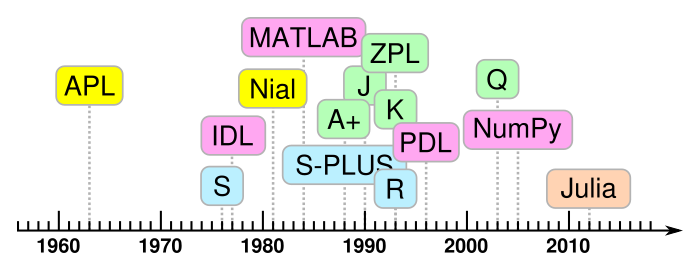 MATLAB
ZPL
APL
Nial
J
Q
A+
K
IDL
PDL
NumPy
S-PLUS
S
R
Julia
1960 1970 1980 1990 2000 2010